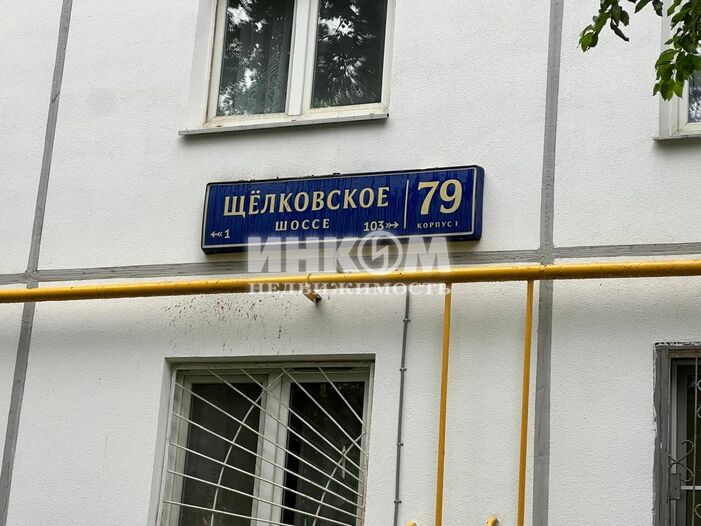 ЩЁЛКОВСКОЕ
ШОССЕ
←«1
103»→
79
КОРПУС 1
ИНКОМ
НЕДВИЖИМОСТЬ